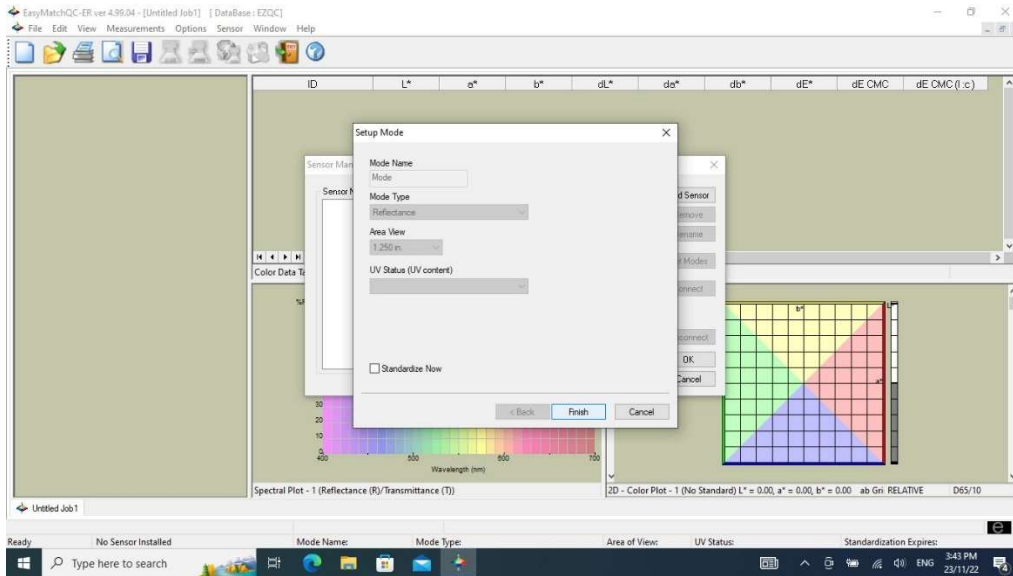 EasyMatchQC-ER ver 4.99.04 - [Untitled Job1] [ DataBase : EZQC]
File Edit View Measurements Options Sensor Window Help
ID L* a* b* dL* da* db* dE* dE CMC dE CMC (l:c)
Setup Mode
Sensor Man
Mode Name
Mode
Sensor N
d Sensor
Mode Type
Reflectance
emove
Area View
ename
1.250 in.
Modes
Color Data Ta
UV Status (UV content)
onnect
b*
connect
OK
Standardize Now
a*
Cancel
< Back Finish Cancel
30
20
10
0
400 500 600 700
Wavelength (nm)
Spectral Plot - 1 (Reflectance (R)/Transmittance (T))
2D - Color Plot - 1 (No Standard) L* = 0.00, a* = 0.00, b* = 0.00 ab Gri RELATIVE D65/10
Untitled Job1
Ready No Sensor Installed Mode Name: Mode Type: Area of View: UV Status: Standardization Expires:
Type here to search
ENG
3:43 PM
23/11/22